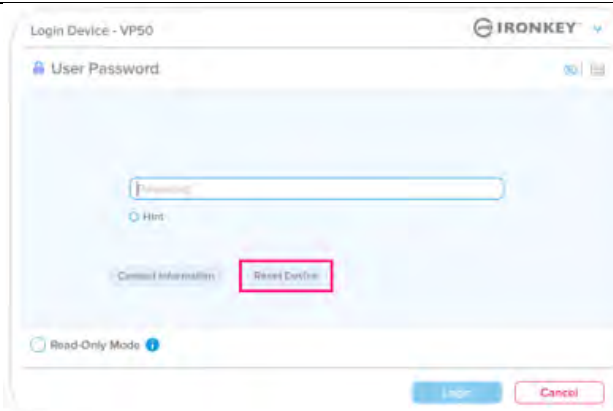 Login Device - VP50
IRONKEY
User Password
Password
Hint
Contact Information
Reset Device
Read-Only Mode
Login
Cancel